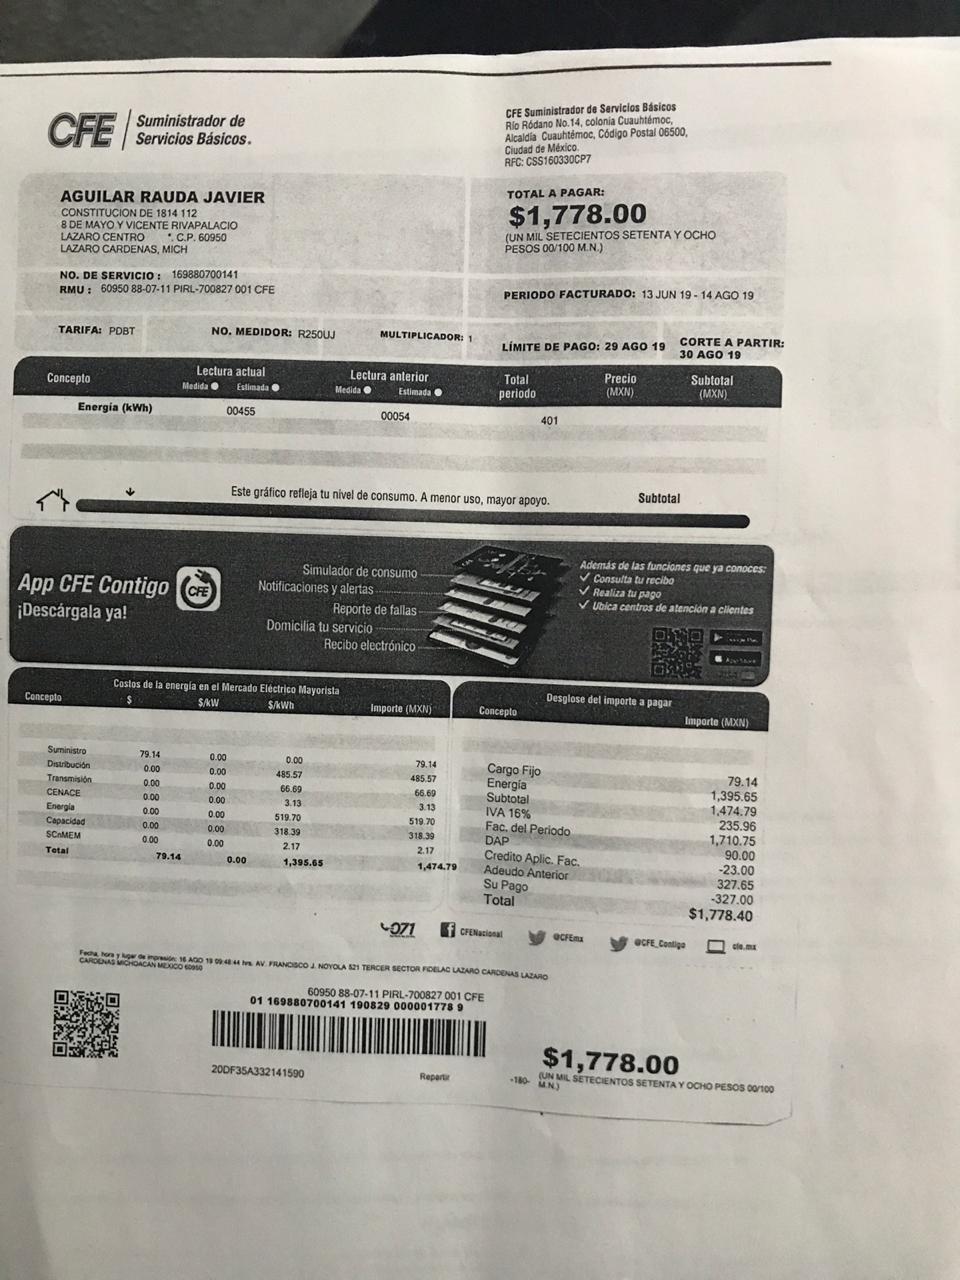 CFE Suministrador de
Servicios Básicos.
CFE Suministrador de Servicios Básicos
Río Ródano No.14, colonia Cuauhtémoc,
Alcaldía Cuauhtémoc, Código Postal 06500,
Ciudad de México.
RFC: CSS160330CP7
AGUILAR RAUDA JAVIER
CONSTITUCION DE 1814 112
8 DE MAYO Y VICENTE RIVAPALACIO
LAZARO CENTRO *. C.P. 60950
LAZARO CARDENAS, MICH
NO. DE SERVICIO : 169880700141
RMU : 60950 88-07-11 PIRL-700827 001 CFE
TOTAL A PAGAR:
$1,778.00
(UN MIL SETECIENTOS SETENTA Y OCHO
PESOS 00/100 M.N.)
PERIODO FACTURADO: 13 JUN 19 - 14 AGO 19
TARIFA: PDBT NO. MEDIDOR: R250UJ MULTIPLICADOR: 1
LÍMITE DE PAGO: 29 AGO 19 CORTE A PARTIR:
30 AGO 19
Concepto Lectura actual Lectura anterior Total Precio Subtotal
Medida Estimada Medida Estimada periodo (MXN) (MXN)
Energía (kWh) 00455 00054 401
Este gráfico refleja tu nivel de consumo. A menor uso, mayor apoyo. Subtotal
App CFE Contigo
¡Descárgala ya!
CFE
Simulador de consumo
Notificaciones y alertas
Reporte de fallas
Domicilia tu servicio
Recibo electrónico
Además de las funciones que ya conoces:
✓ Consulta tu recibo
✓ Realiza tu pago
✓ Ubica centros de atención a clientes
Costos de la energía en el Mercado Eléctrico Mayorista
Concepto $ $/kW $/kWh Importe (MXN)
Suministro 79.14 0.00 0.00 79.14
Distribución 0.00 0.00 485.57 485.57
Transmisión 0.00 0.00 66.69 66.69
CENACE 0.00 0.00 3.13 3.13
Energía 0.00 0.00 519.70 519.70
Capacidad 0.00 0.00 318.39 318.39
SCnMEM 0.00 0.00 2.17 2.17
Total 79.14 0.00 1,395.65 1,474.79
Desglose del importe a pagar
Concepto Importe (MXN)
Cargo Fijo 79.14
Energía 1,395.65
Subtotal 1,474.79
IVA 16% 235.96
Fac. del Periodo 1,710.75
DAP 90.00
Credito Aplic. Fac. -23.00
Adeudo Anterior 327.65
Su Pago -327.00
Total $1,778.40
071 CFENacional @CFEmx @CFE_Contigo cfe.mx
Fecha, hora y lugar de impresión: 16 AGO 19 09:48:44 hrs. AV. FRANCISCO J. NOYOLA 521 TERCER SECTOR FIDELAC LAZARO CARDENAS LAZARO
CARDENAS MICHOACAN MEXICO 60950
60950 88-07-11 PIRL-700827 001 CFE
01 169880700141 190829 000001778 9
20DF35A332141590
Repartir
$1,778.00
-180- (UN MIL SETECIENTOS SETENTA Y OCHO PESOS 00/100
M.N.)